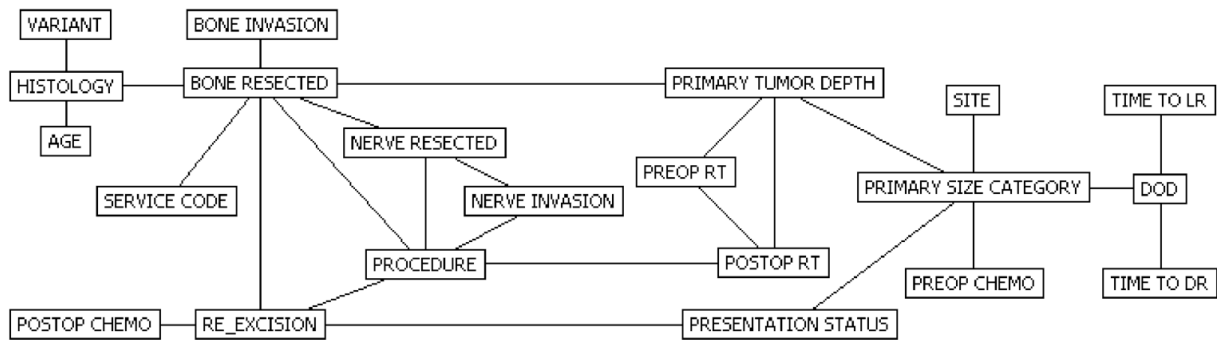 VARIANT
BONE INVASION
HISTOLOGY
BONE RESECTED
PRIMARY TUMOR DEPTH
SITE
TIME TO LR
AGE
NERVE RESECTED
PREOP RT
SERVICE CODE
NERVE INVASION
PRIMARY SIZE CATEGORY
DOD
PROCEDURE
POSTOP RT
PREOP CHEMO
TIME TO DR
POSTOP CHEMO
RE_EXCISION
PRESENTATION STATUS